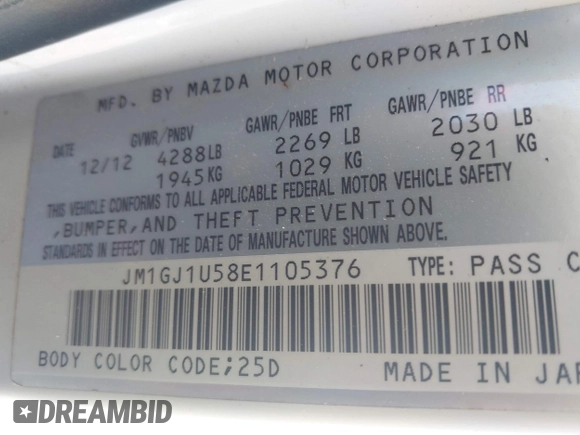 MFD. BY MAZDA MOTOR CORPORATION
DATE GVWR/PNBV GAWR/PNBE FRT GAWR/PNBE RR
12/12 4288LB 2269 LB 2030 LB
1945KG 1029 KG 921 KG
THIS VEHICLE CONFORMS TO ALL APPLICABLE FEDERAL MOTOR VEHICLE SAFETY
,BUMPER,AND THEFT PREVENTION
STANDARDS IN EFFECT ON THE DATE OF MANUFACTURE SHOWN ABOVE.
JM1GJ1U58E1105376 TYPE: PASS C
BODY COLOR CODE;25D MADE IN JAP
DREAMBID